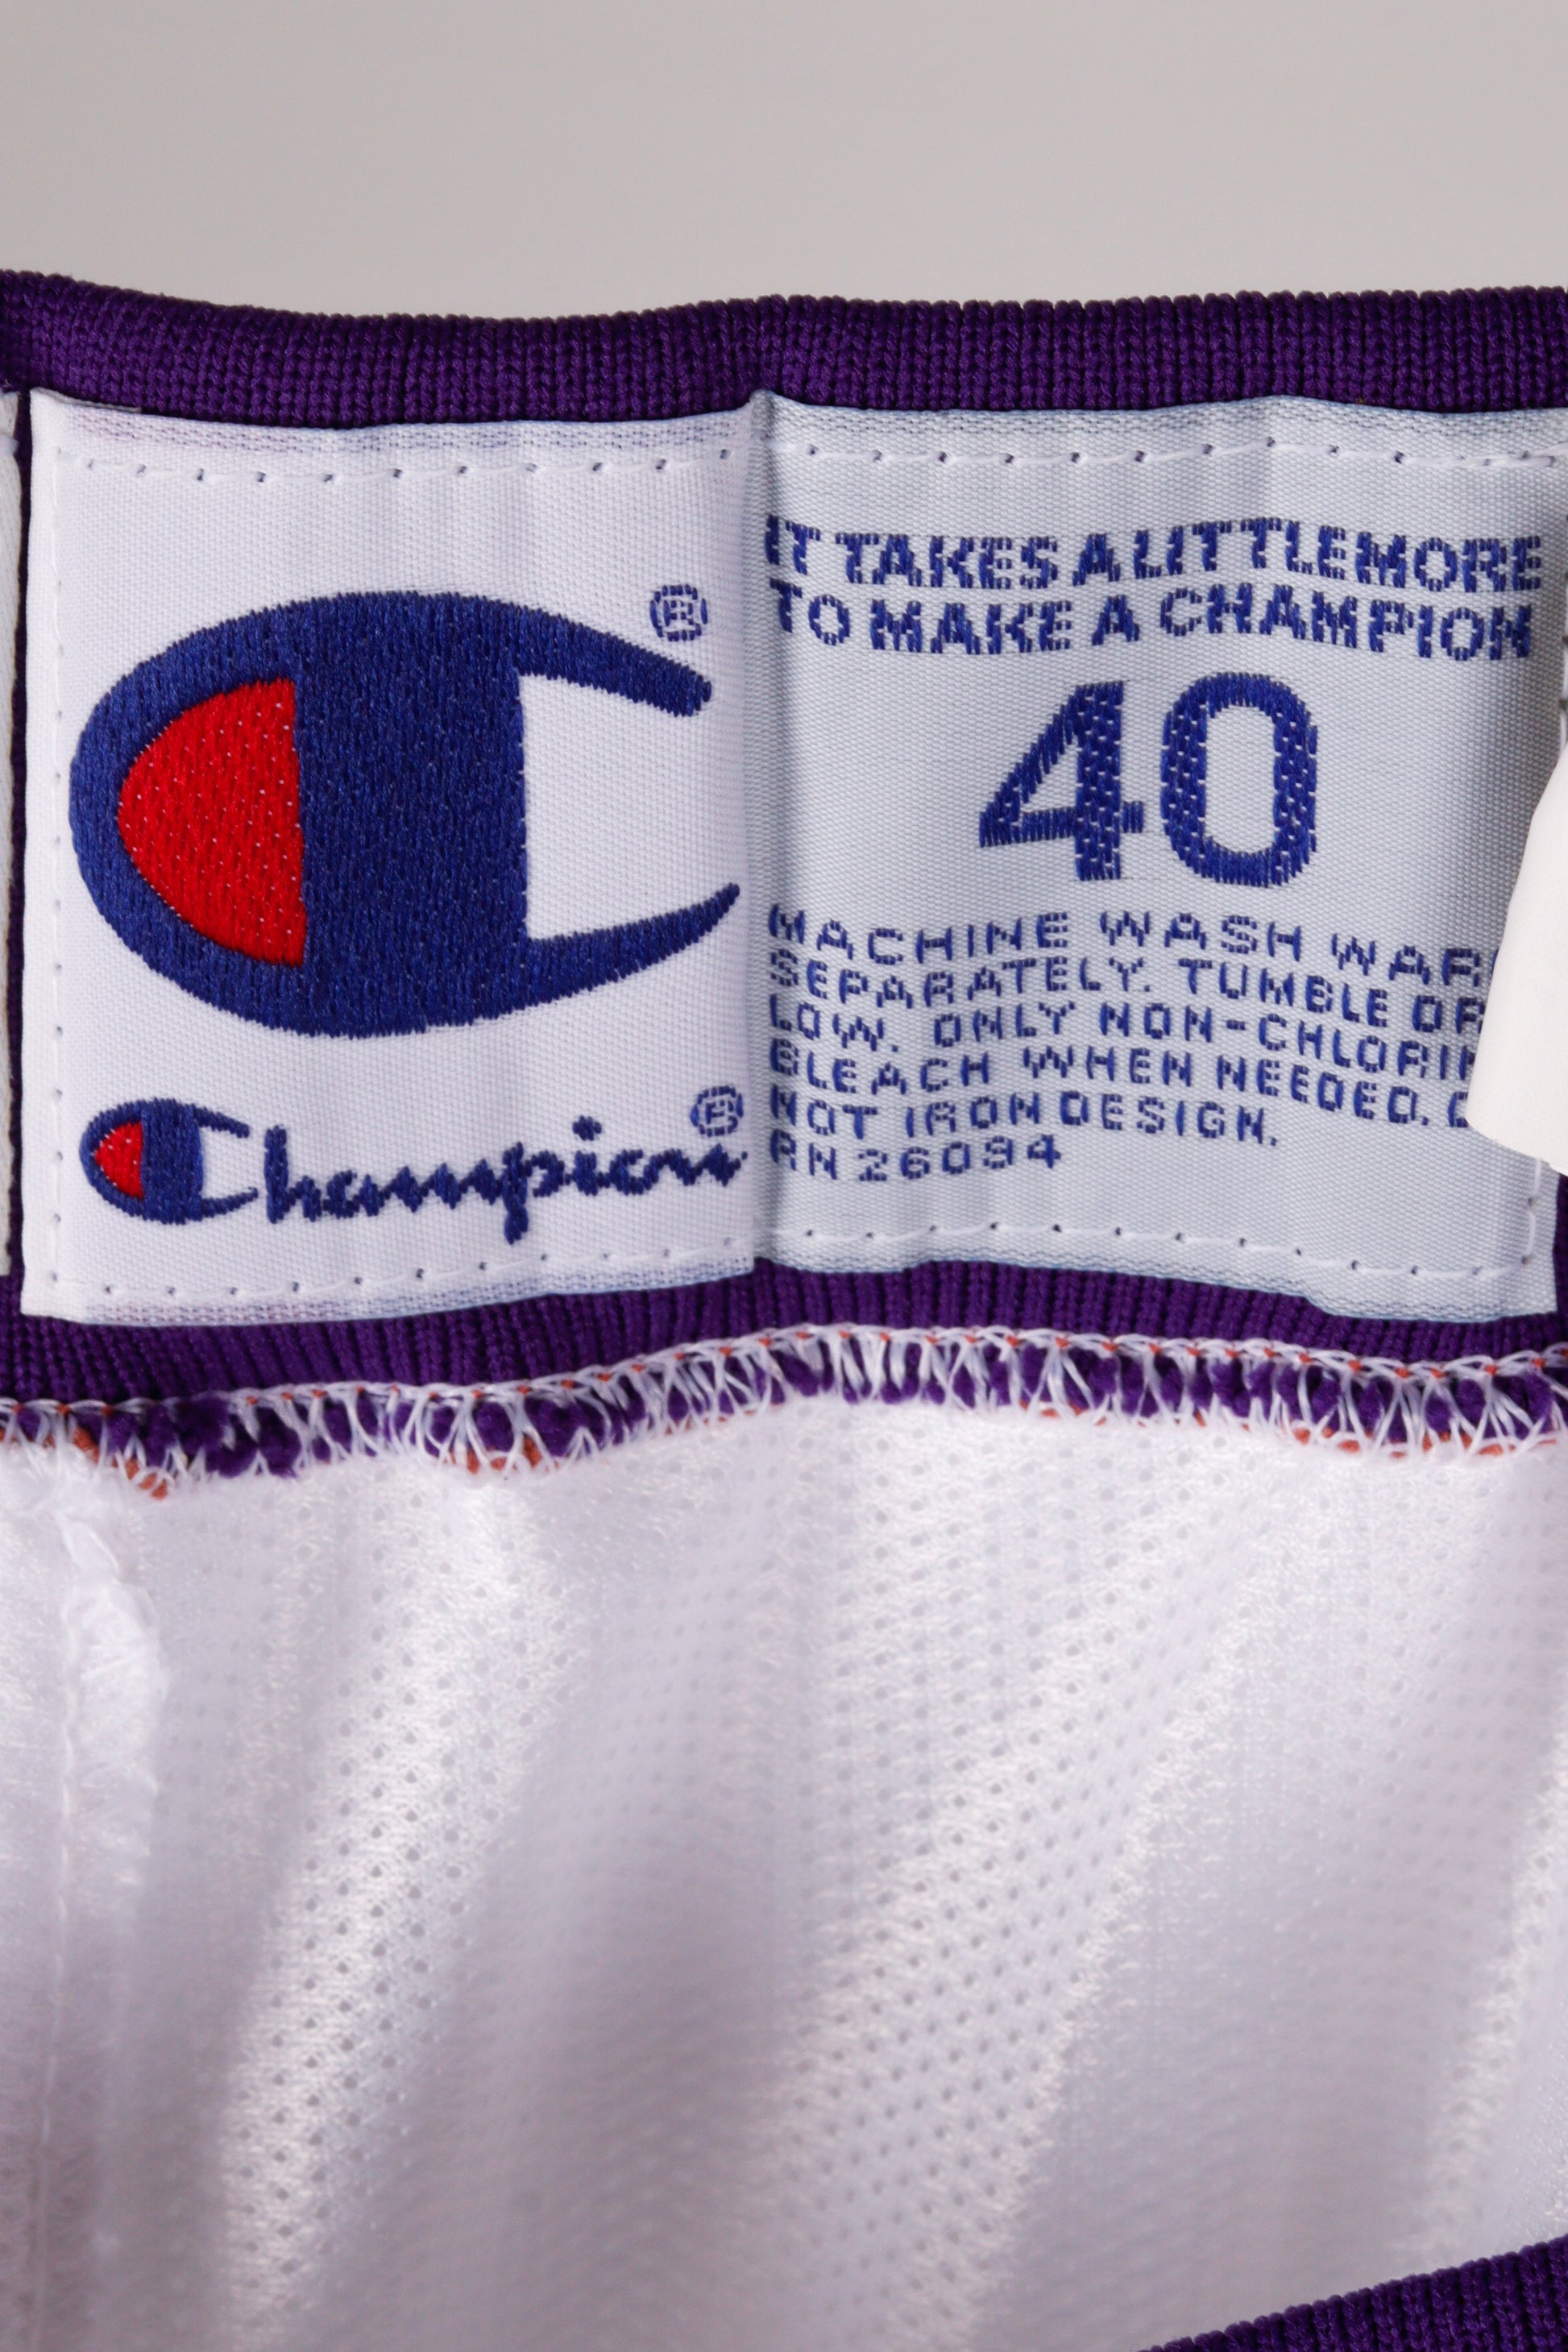 ®
Champion®
IT TAKES A LITTLE MORE
TO MAKE A CHAMPION
40
MACHINE WASH WAR
SEPARATELY. TUMBLE DR
LOW. ONLY NON-CHLORIN
BLEACH WHEN NEEDED. D
NOT IRON DESIGN.
RN 26094